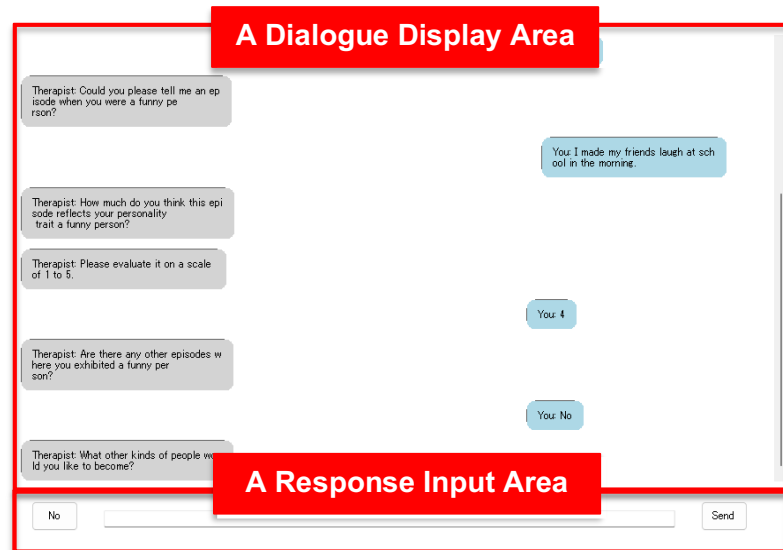 A Dialogue Display Area
Therapist: Could you please tell me an ep
isode when you were a funny pe
rson?
You: I made my friends laugh at sch
ool in the morning.
Therapist: How much do you think this epi
sode reflects your personality
trait a funny person?
Therapist: Please evaluate it on a scale
of 1 to 5.
You: 4
Therapist: Are there any other episodes w
here you exhibited a funny per
son?
You: No
Therapist: What other kinds of people
ld you like to become?
A Response Input Area
No
Send